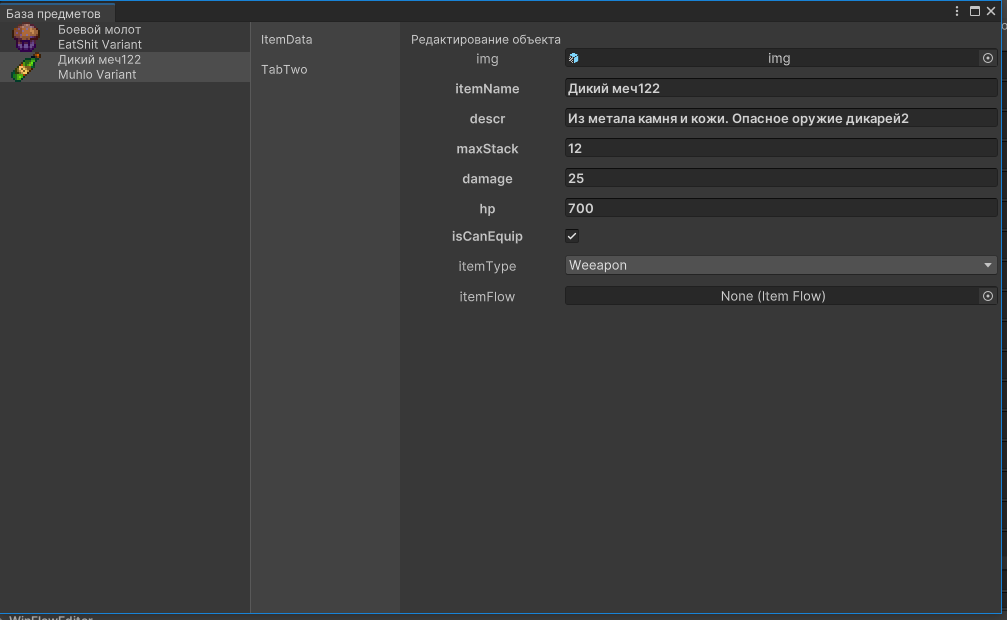 База предметов
Боевой молот
EatShit Variant
Дикий меч122
Muhlo Variant
ItemData
TabTwo
Редактирование объекта
img img
itemName Дикий меч122
descr Из метала камня и кожи. Опасное оружие дикарей2
maxStack 12
damage 25
hp 700
isCanEquip
itemType Weeapon
itemFlow None (Item Flow)
WinFlowEditor